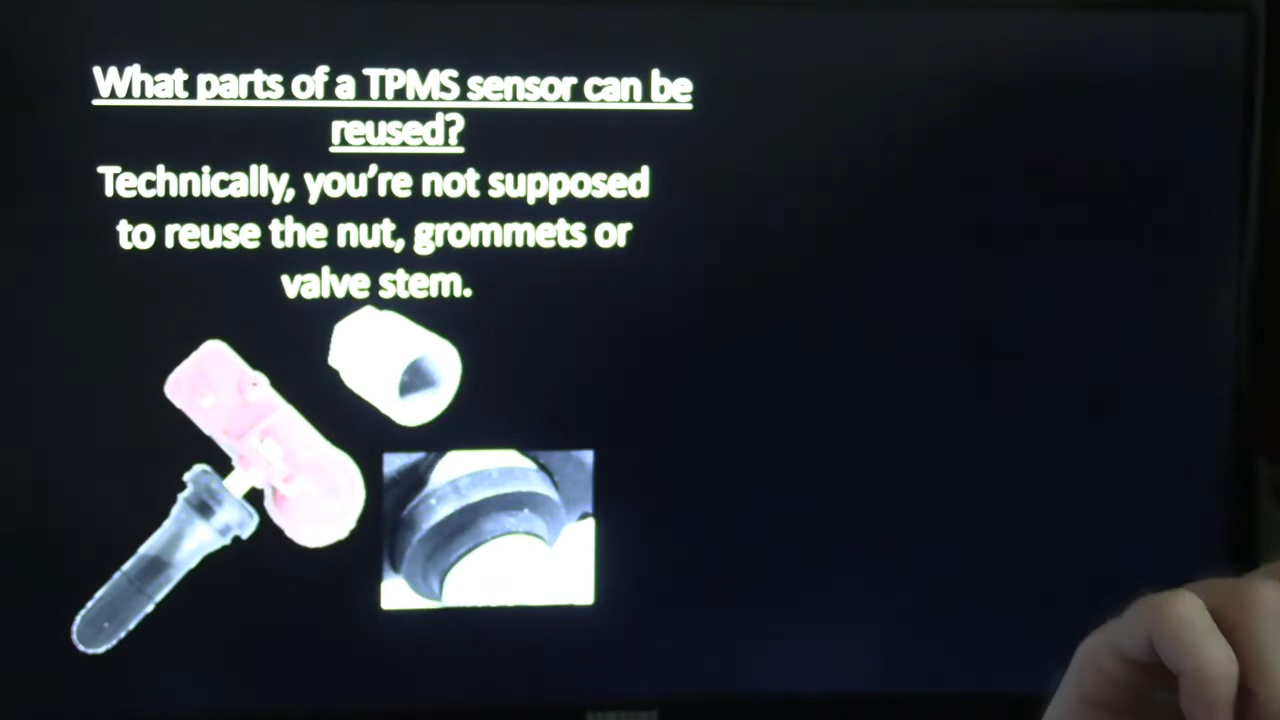 What parts of a TPMS sensor can be
reused?
Technically, you're not supposed
to reuse the nut, grommets or
valve stem.